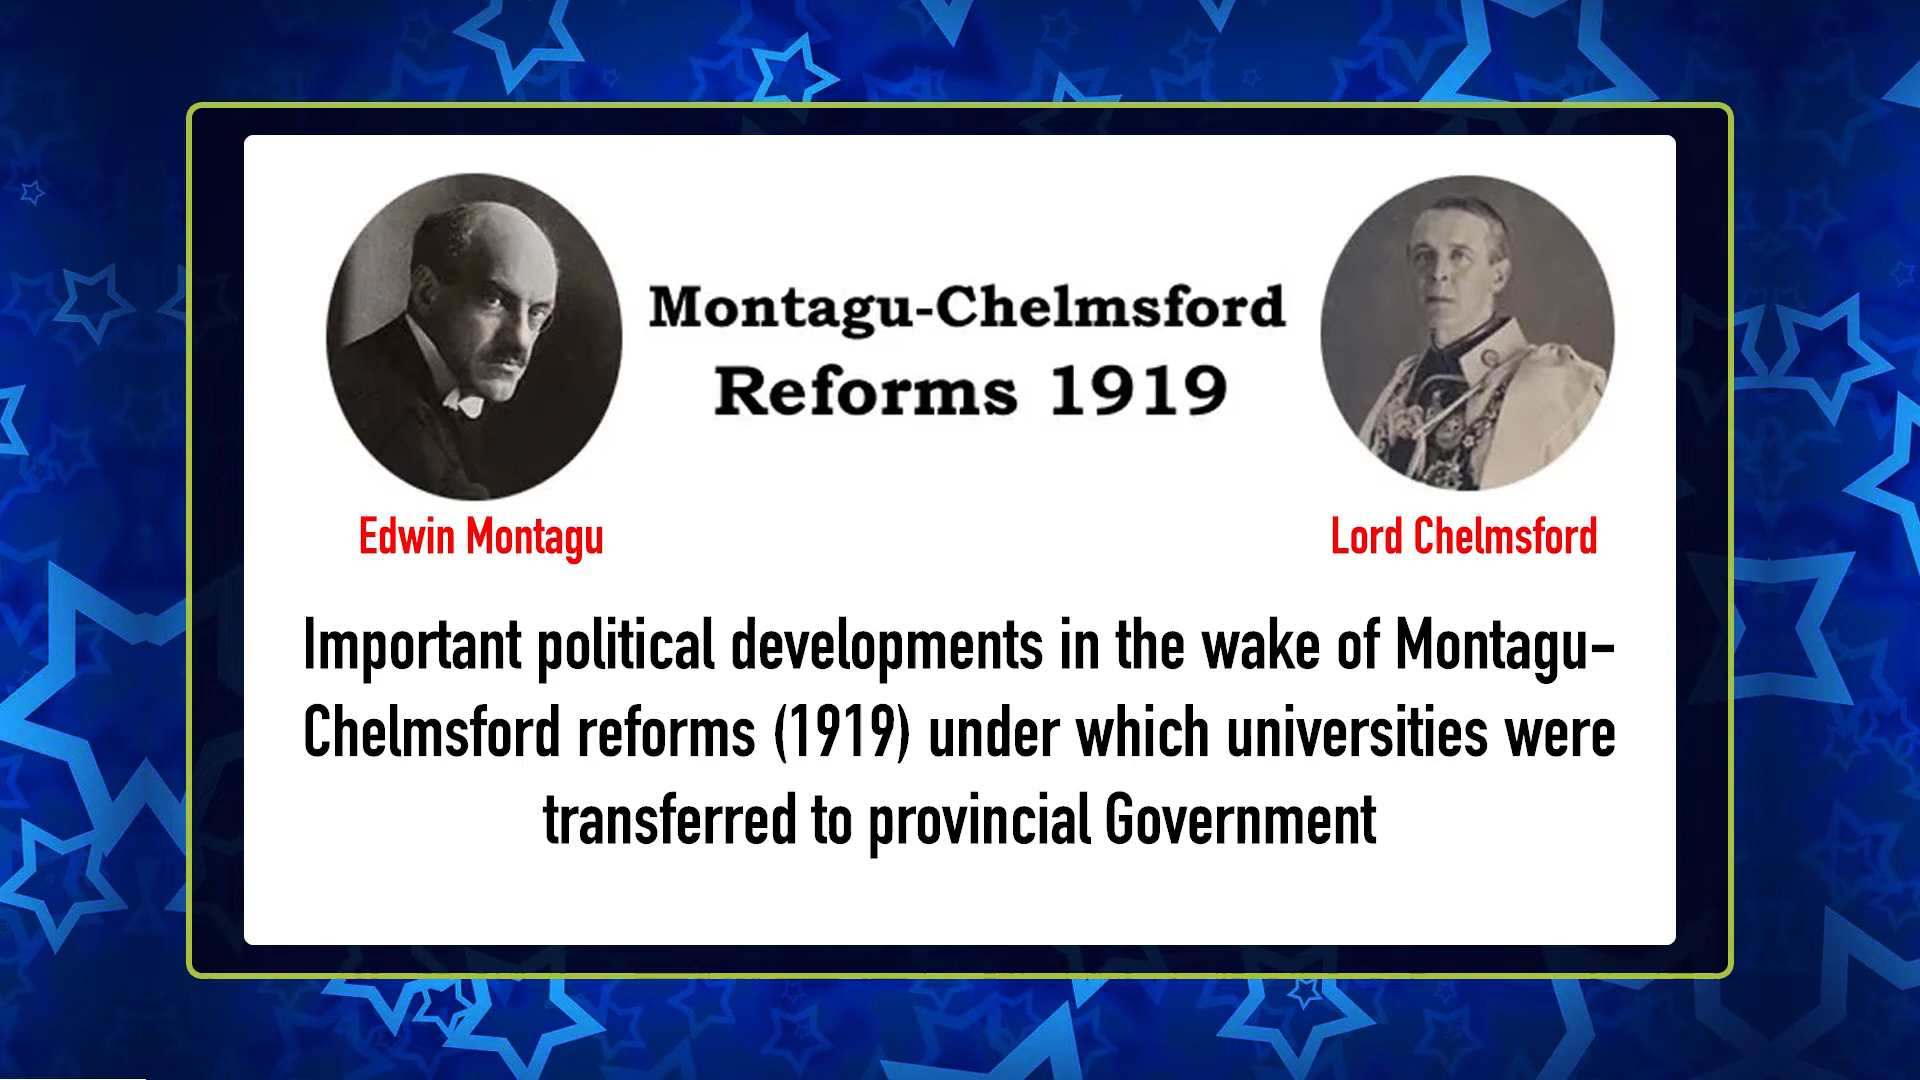 Montagu-Chelmsford
Reforms 1919
Edwin Montagu
Lord Chelmsford
Important political developments in the wake of Montagu-
Chelmsford reforms (1919) under which universities were
transferred to provincial Government